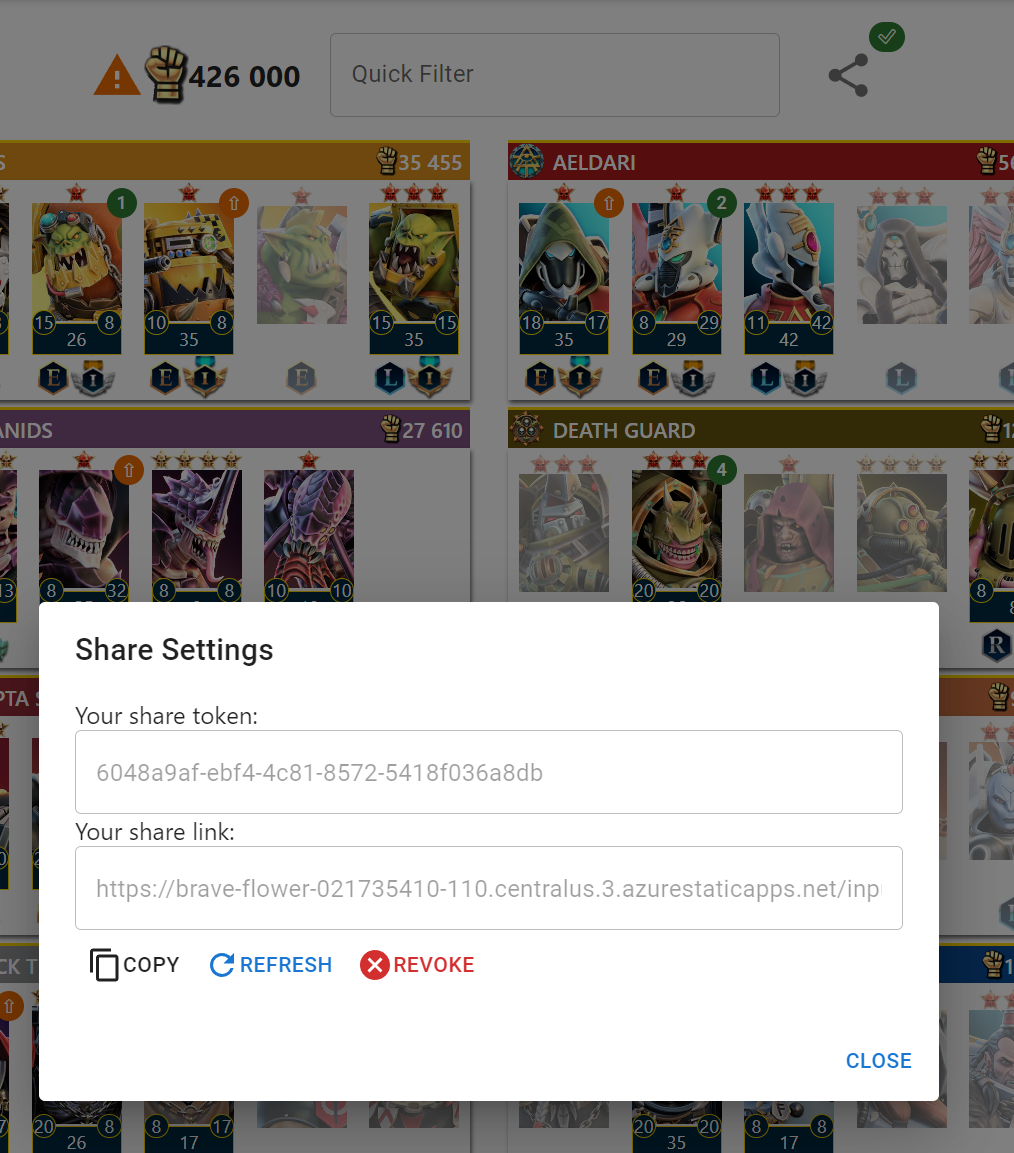 426 000
Quick Filter
S
35 455
AELDARI
1
2
15 8
10 8
15 15
18 17
8 29
11 42
26
35
35
35
29
42
E I
E I
E
L I
E I
E I
L I
L
ANIDS
27 610
DEATH GUARD
4
13
8 32
8 8
10 10
20 20
8
R
Share Settings
Your share token:
6048a9af-ebf4-4c81-8572-5418f036a8db
Your share link:
https://brave-flower-021735410-110.centralus.3.azurestaticapps.net/inp
COPY
REFRESH
REVOKE
CLOSE
PTA S
CK T
20 8
8 17
20 20
8 8
26
17
35
17